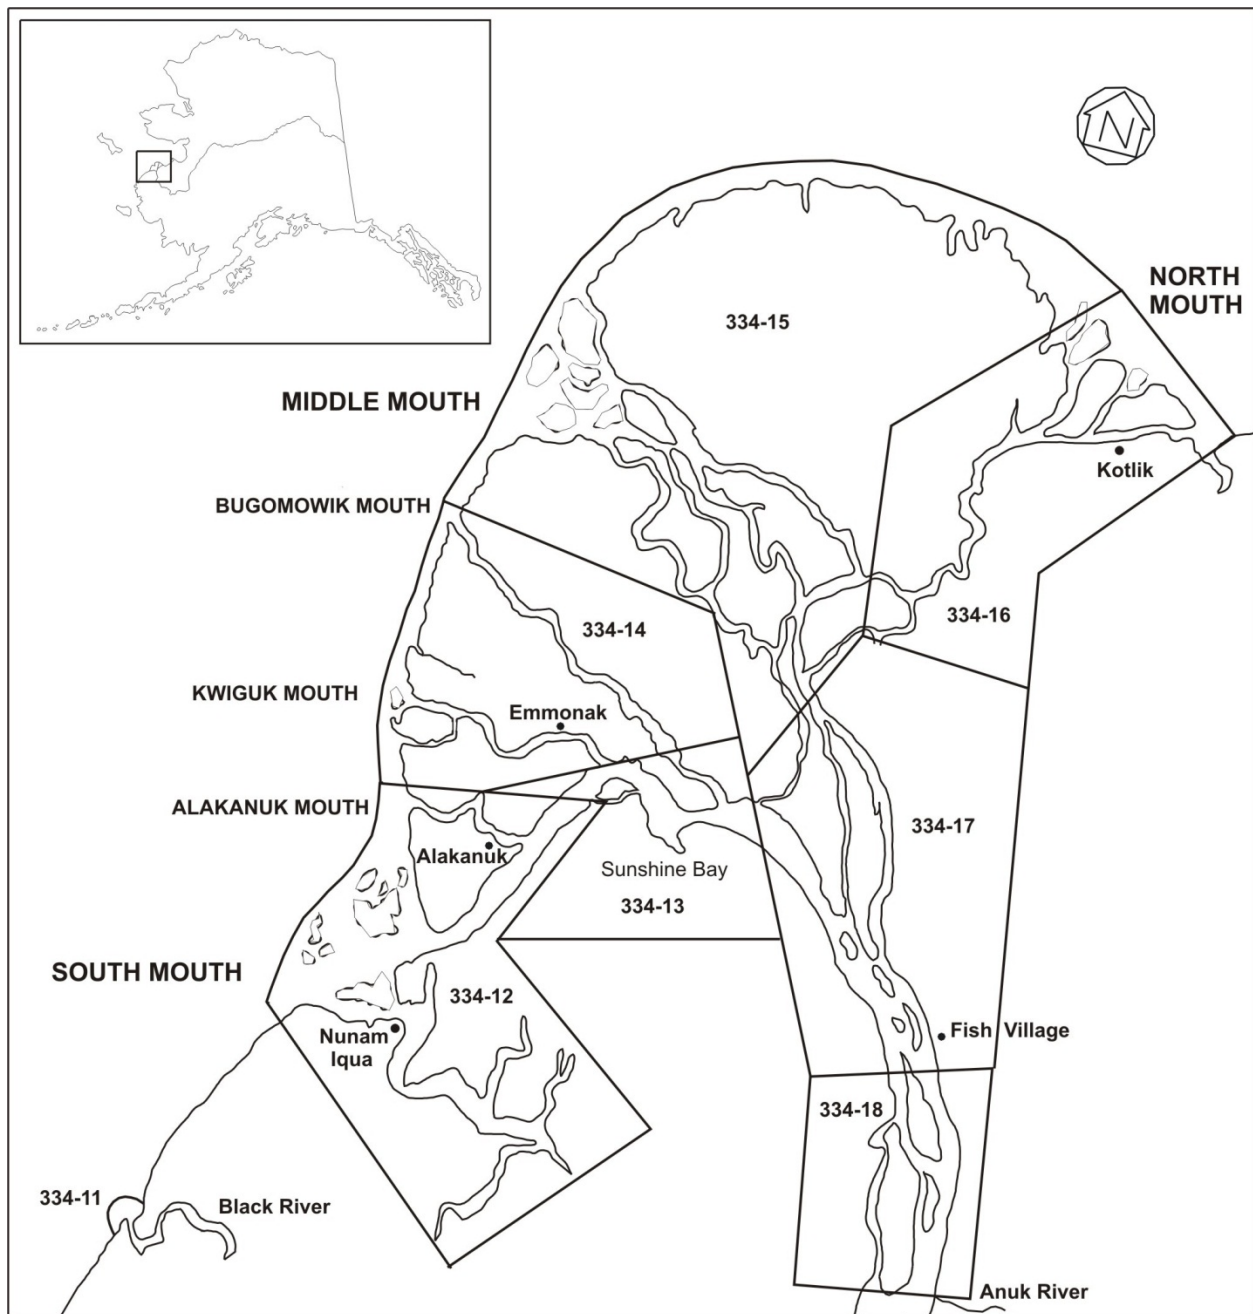 N
NORTH
MOUTH
334-15
MIDDLE MOUTH
Kotlik
BUGOMOWIK MOUTH
334-14
334-16
KWIGUK MOUTH
Emmonak
ALAKANUK MOUTH
334-17
Alakanuk
Sunshine Bay
334-13
SOUTH MOUTH
334-12
Nunam
Iqua
Fish Village
334-18
334-11
Black River
Anuk River